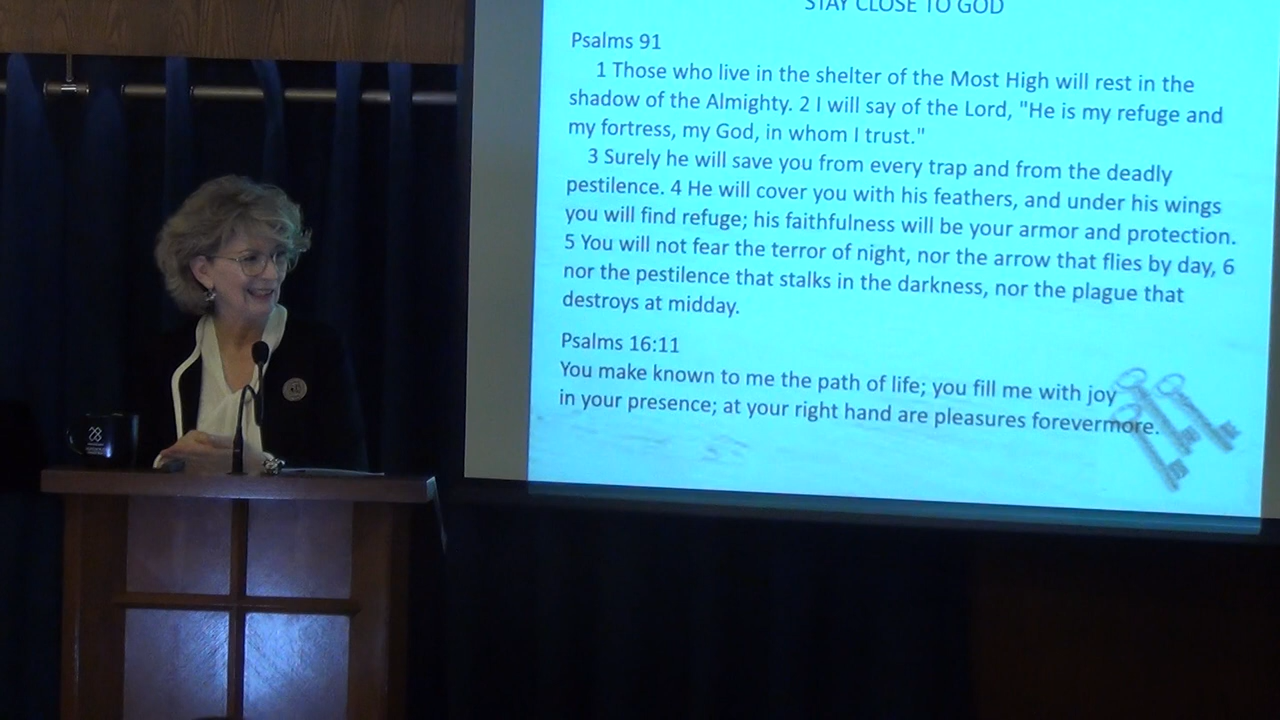 STAY CLOSE TO GOD
Psalms 91
1 Those who live in the shelter of the Most High will rest in the
shadow of the Almighty. 2 I will say of the Lord, "He is my refuge and
my fortress, my God, in whom I trust."
3 Surely he will save you from every trap and from the deadly
pestilence. 4 He will cover you with his feathers, and under his wings
you will find refuge; his faithfulness will be your armor and protection.
5 You will not fear the terror of night, nor the arrow that flies by day, 6
nor the pestilence that stalks in the darkness, nor the plague that
destroys at midday.
Psalms 16:11
You make known to me the path of life; you fill me with joy
in your presence; at your right hand are pleasures forevermore.